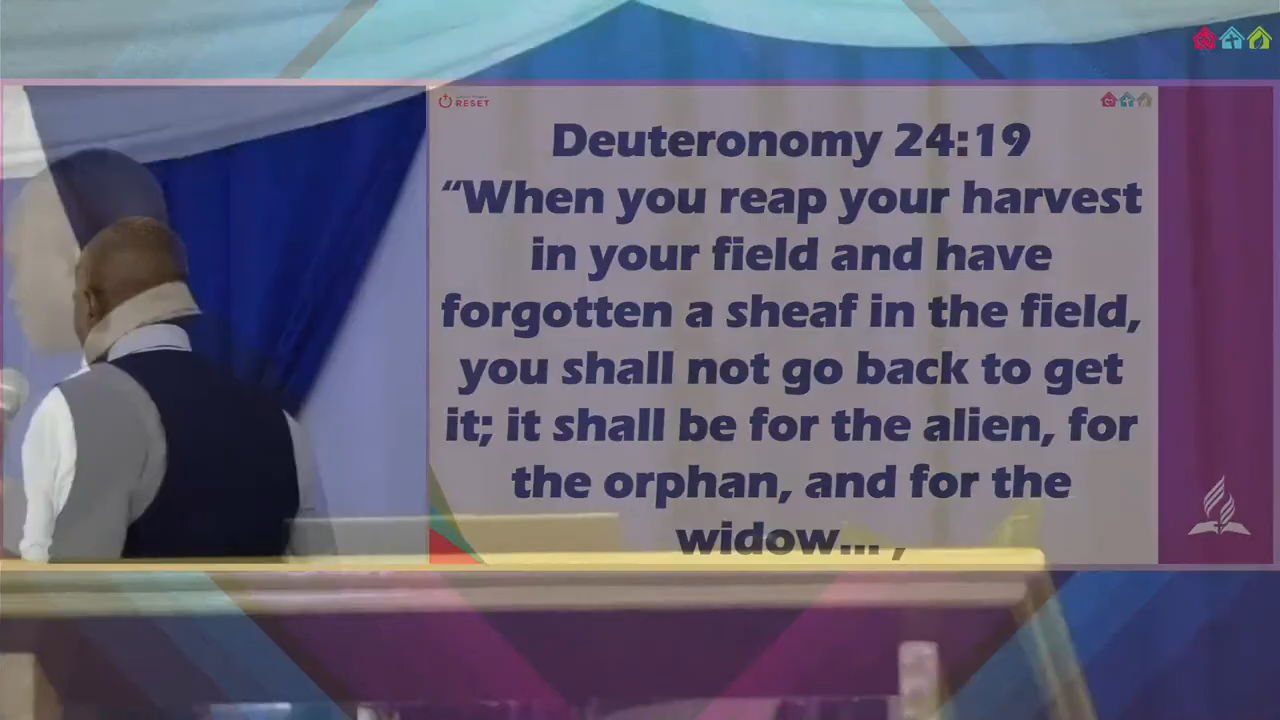 RESET
Deuteronomy 24:19
“When you reap your harvest
in your field and have
forgotten a sheaf in the field,
you shall not go back to get
it; it shall be for the alien, for
the orphan, and for the
widow... ,